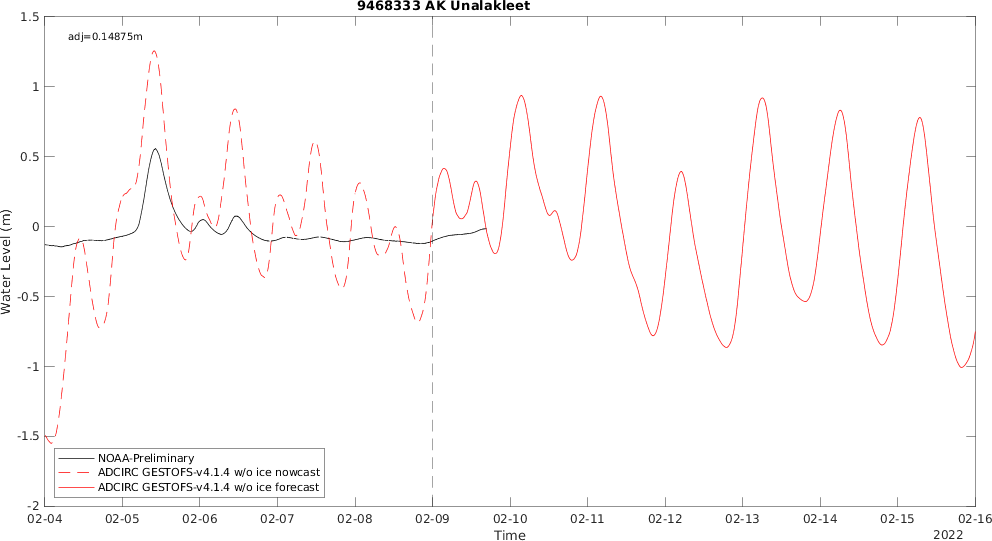 9468333 AK Unalakleet
adj=0.14875m
1.5
1
0.5
0
-0.5
-1
-1.5
-2
Water Level (m)
NOAA-Preliminary
ADCIRC GESTOFS-v4.1.4 w/o ice nowcast
ADCIRC GESTOFS-v4.1.4 w/o ice forecast
02-04 02-05 02-06 02-07 02-08 02-09 02-10 02-11 02-12 02-13 02-14 02-15 02-16
Time
2022